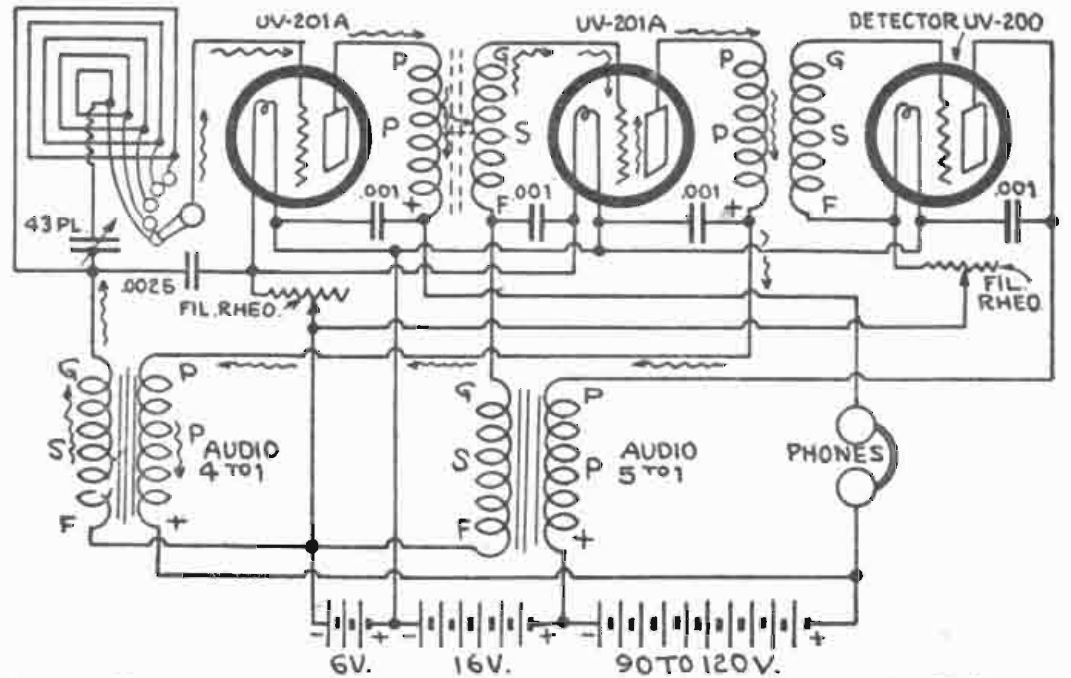 UV-201A
UV-201A
DETECTOR UV-200
P
G
P
G
P
S
P
S
.001
.001
.001
.001
+
F
+
F
43 PL.
.0025
FIL. RHEO.
FIL.
RHEO.
G
P
S
P
AUDIO
4 TO 1
F
+
G
P
S
P
AUDIO
5 TO 1
F
+
PHONES
- + - + - +
6V.
16V.
90 TO 120V.